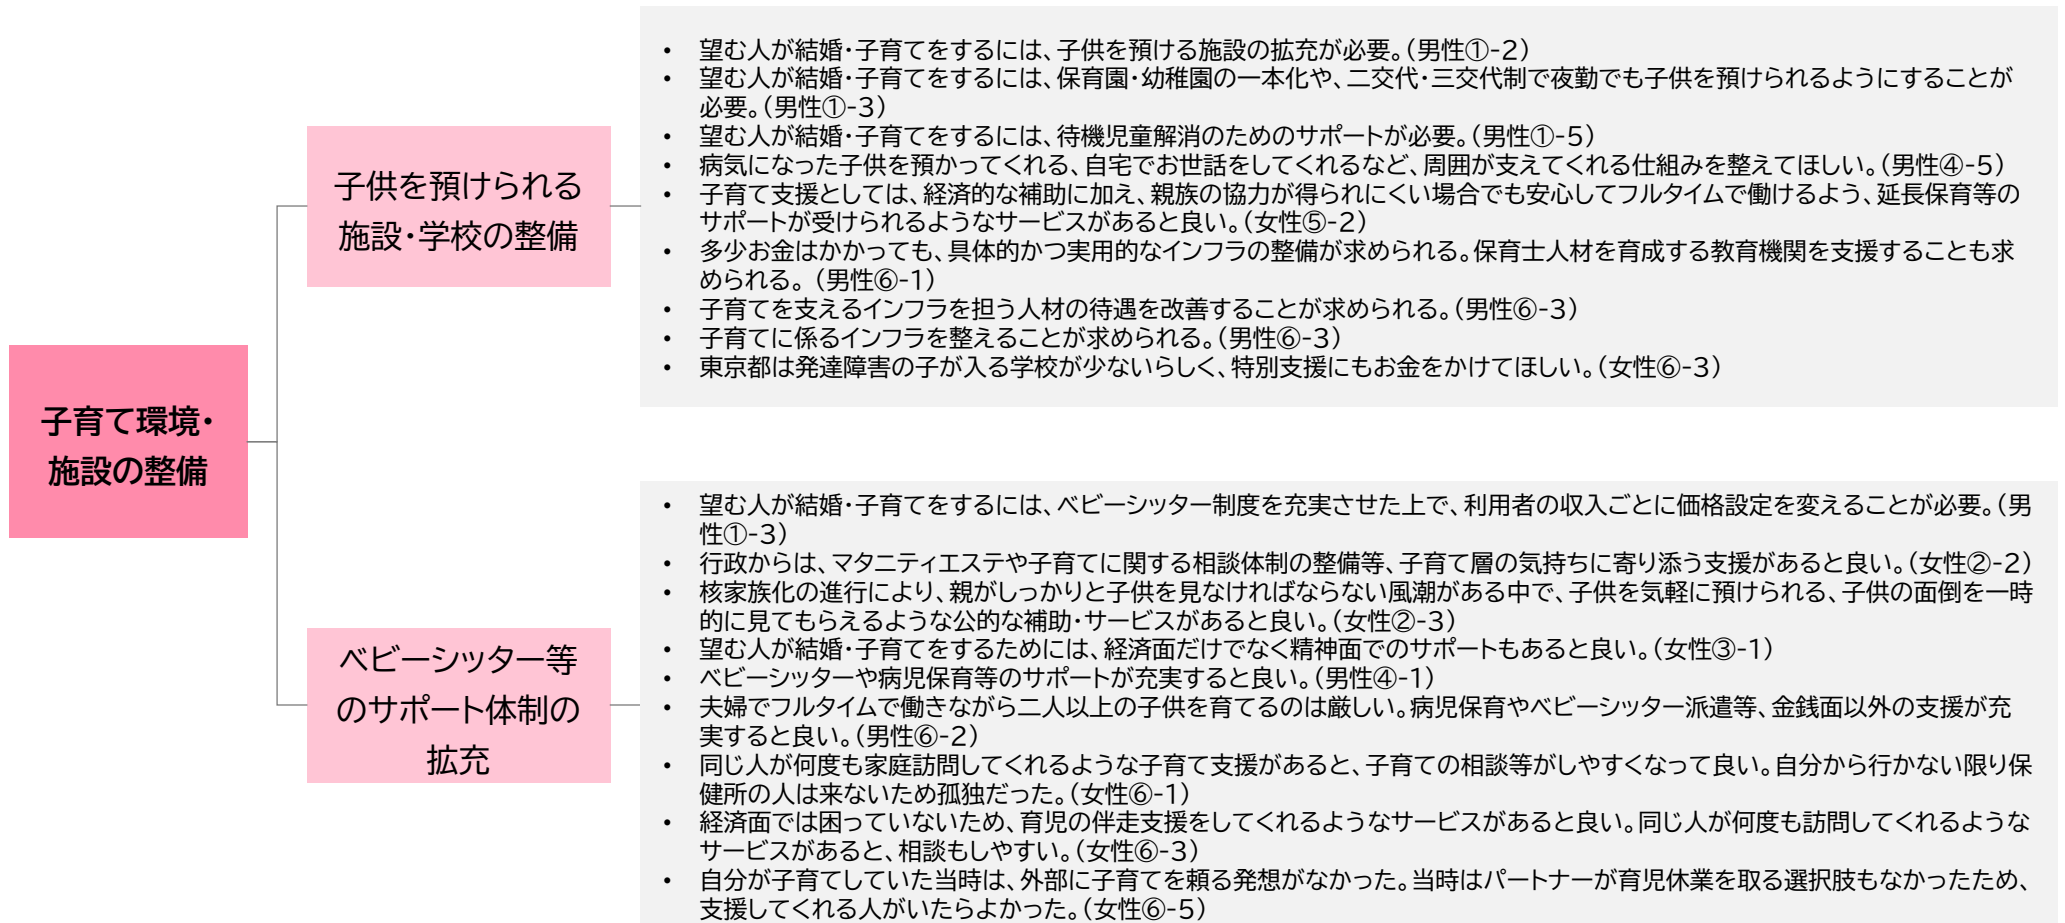 子育て環境・
施設の整備
子供を預けられる
施設・学校の整備
• 望む人が結婚・子育てをするには、子供を預ける施設の拡充が必要。(男性①-2)
• 望む人が結婚・子育てをするには、保育園・幼稚園の一本化や、二交代・三交代制で夜勤でも子供を預けられるようにすることが
必要。(男性①-3)
• 望む人が結婚・子育てをするには、待機児童解消のためのサポートが必要。(男性①-5)
• 病気になった子供を預かってくれる、自宅でお世話をしてくれるなど、周囲が支えてくれる仕組みを整えてほしい。(男性④-5)
• 子育て支援としては、経済的な補助に加え、親族の協力が得られにくい場合でも安心してフルタイムで働けるよう、延長保育等の
サポートが受けられるようなサービスがあると良い。(女性⑤-2)
• 多少お金はかかっても、具体的かつ実用的なインフラの整備が求められる。保育士人材を育成する教育機関を支援することも求
められる。 (男性⑥-1)
• 子育てを支えるインフラを担う人材の待遇を改善することが求められる。(男性⑥-3)
• 子育てに係るインフラを整えることが求められる。(男性⑥-3)
• 東京都は発達障害の子が入る学校が少ないらしく、特別支援にもお金をかけてほしい。(女性⑥-3)
ベビーシッター等
のサポート体制の
拡充
• 望む人が結婚・子育てをするには、ベビーシッター制度を充実させた上で、利用者の収入ごとに価格設定を変えることが必要。(男
性①-3)
• 行政からは、マタニティエステや子育てに関する相談体制の整備等、子育て層の気持ちに寄り添う支援があると良い。(女性②-2)
• 核家族化の進行により、親がしっかりと子供を見なければならない風潮がある中で、子供を気軽に預けられる、子供の面倒を一時
的に見てもらえるような公的な補助・サービスがあると良い。(女性②-3)
• 望む人が結婚・子育てをするためには、経済面だけでなく精神面でのサポートもあると良い。(女性③-1)
• ベビーシッターや病児保育等のサポートが充実すると良い。(男性④-1)
• 夫婦でフルタイムで働きながら二人以上の子供を育てるのは厳しい。病児保育やベビーシッター派遣等、金銭面以外の支援が充
実すると良い。(男性⑥-2)
• 同じ人が何度も家庭訪問してくれるような子育て支援があると、子育ての相談等がしやすくなって良い。自分から行かない限り保
健所の人は来ないため孤独だった。(女性⑥-1)
• 経済面では困っていないため、育児の伴走支援をしてくれるようなサービスがあると良い。同じ人が何度も訪問してくれるような
サービスがあると、相談もしやすい。(女性⑥-3)
• 自分が子育てしていた当時は、外部に子育てを頼る発想がなかった。当時はパートナーが育児休業を取る選択肢もなかったため、
支援してくれる人がいたらよかった。(女性⑥-5)